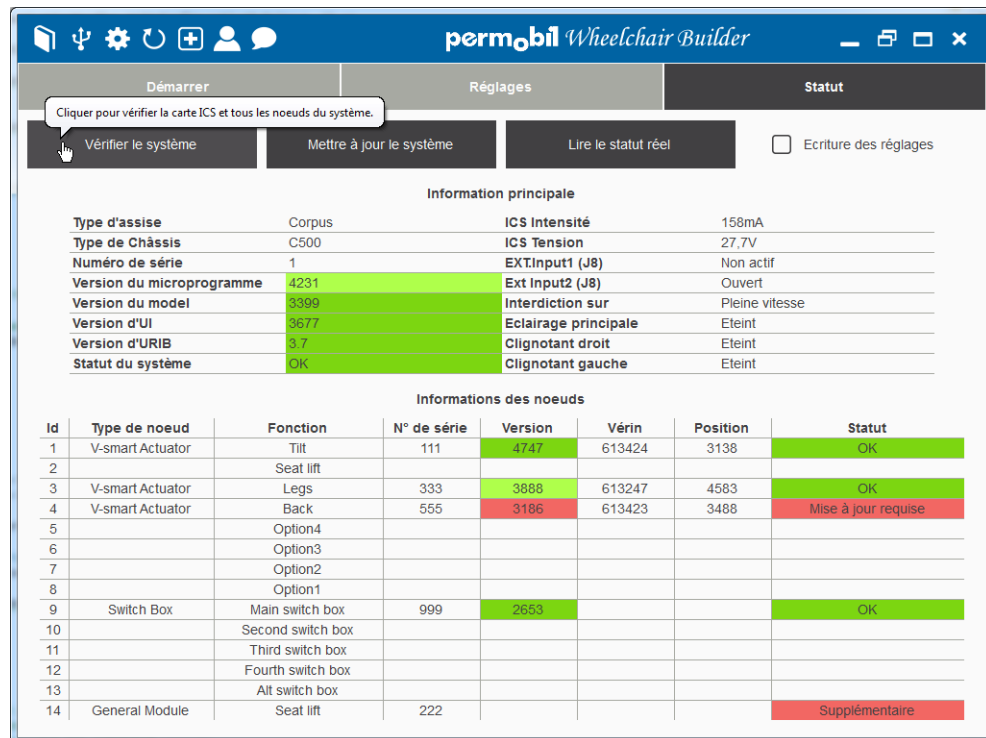 permobil Wheelchair Builder
Démarrer Réglages Statut
Cliquer pour vérifier la carte ICS et tous les noeuds du système.
Vérifier le système Mettre à jour le système Lire le statut réel Ecriture des réglages
Information principale
Type d'assise Corpus ICS Intensité 158mA
Type de Châssis C500 ICS Tension 27,7V
Numéro de série 1 EXT.Input1 (J8) Non actif
Version du microprogramme 4231 Ext Input2 (J8) Ouvert
Version du model 3399 Interdiction sur Pleine vitesse
Version d'UI 3677 Eclairage principale Eteint
Version d'URIB 3.7 Clignotant droit Eteint
Statut du système OK Clignotant gauche Eteint
Informations des noeuds
Id Type de noeud Fonction N° de série Version Vérin Position Statut
1 V-smart Actuator Tilt 111 4747 613424 3138 OK
2 Seat lift
3 V-smart Actuator Legs 333 3888 613247 4583 OK
4 V-smart Actuator Back 555 3186 613423 3488 Mise à jour requise
5 Option4
6 Option3
7 Option2
8 Option1
9 Switch Box Main switch box 999 2653 OK
10 Second switch box
11 Third switch box
12 Fourth switch box
13 Alt switch box
14 General Module Seat lift 222 Supplémentaire